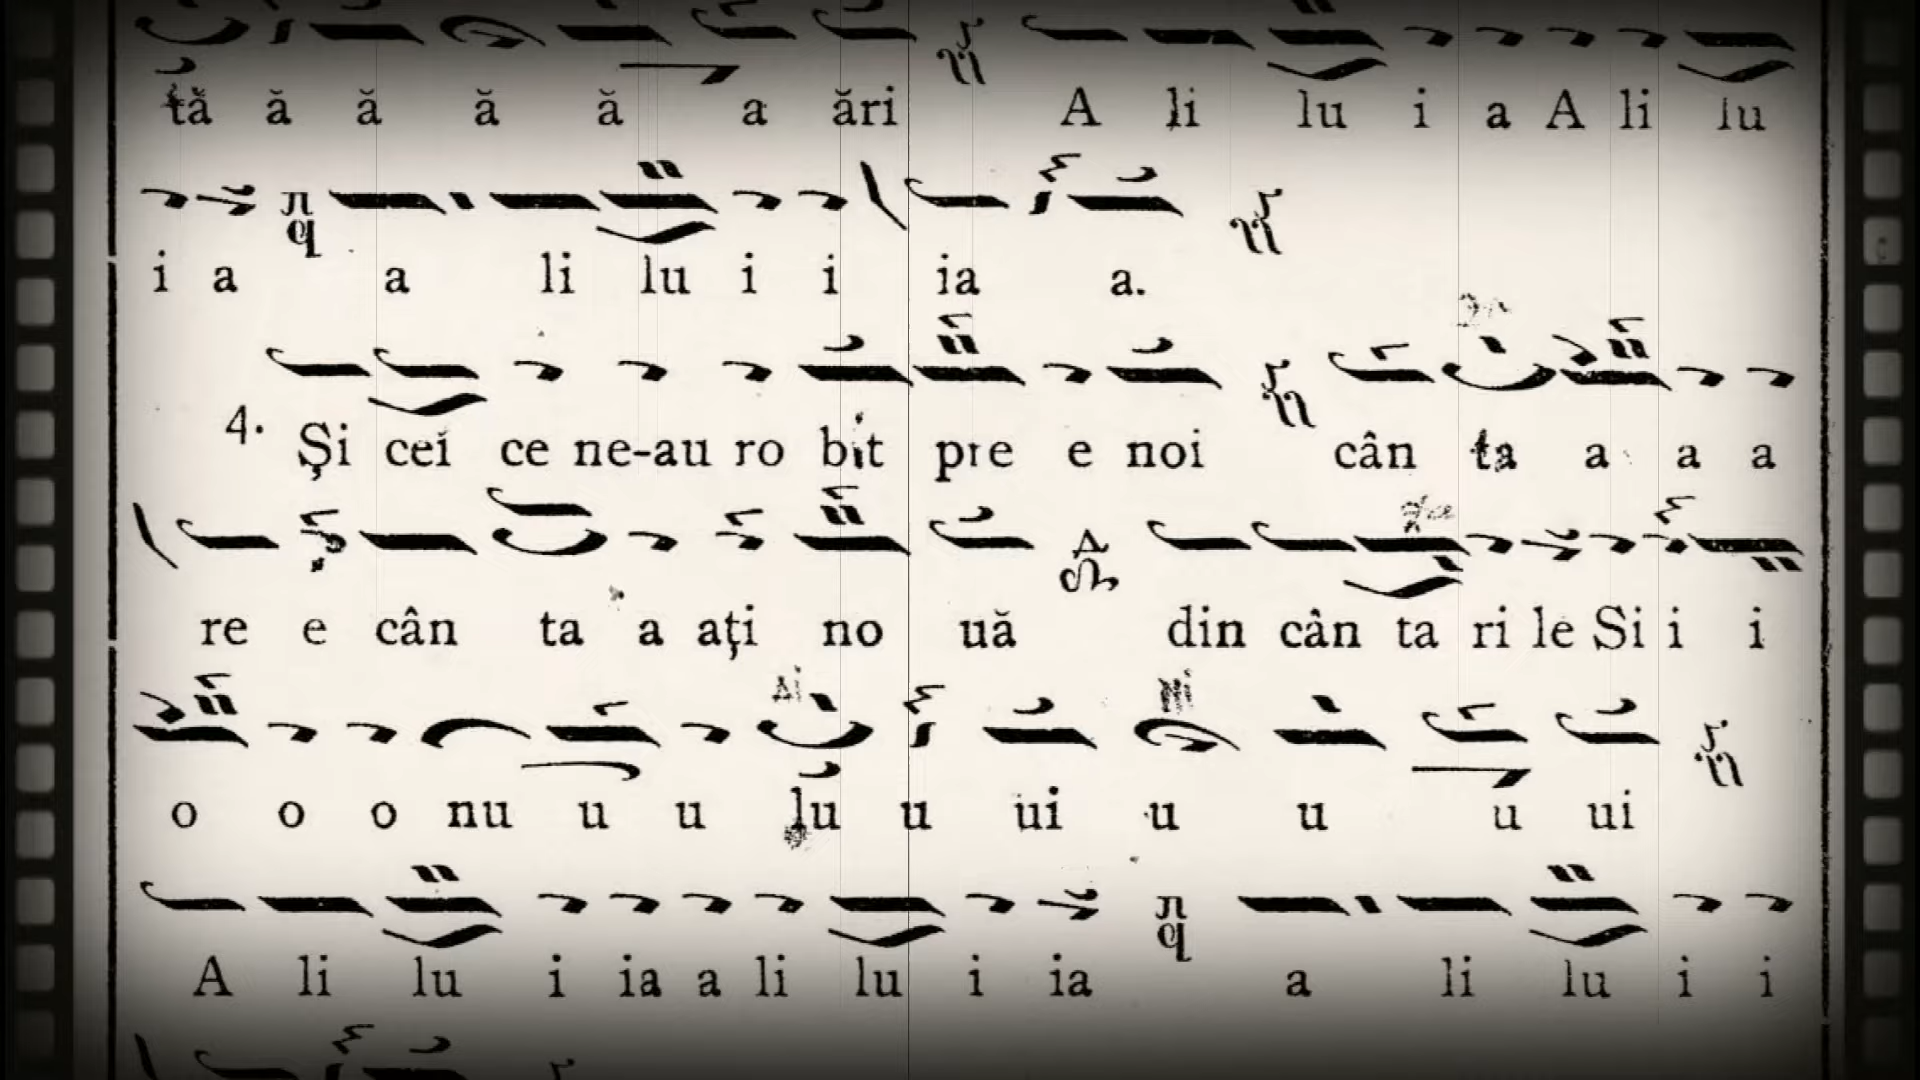 tă ă ă ă ă a ări A li lu i a A li lu
i a a li lu i i ia a.
4. Și cei ce ne-au ro bit pre e noi cân ta a a a
re e cân ta a ați no uă din cân ta ri le Si i i
o o o nu u u lu u ui u u u ui
A li lu i ia a li lu i ia a li lu i i